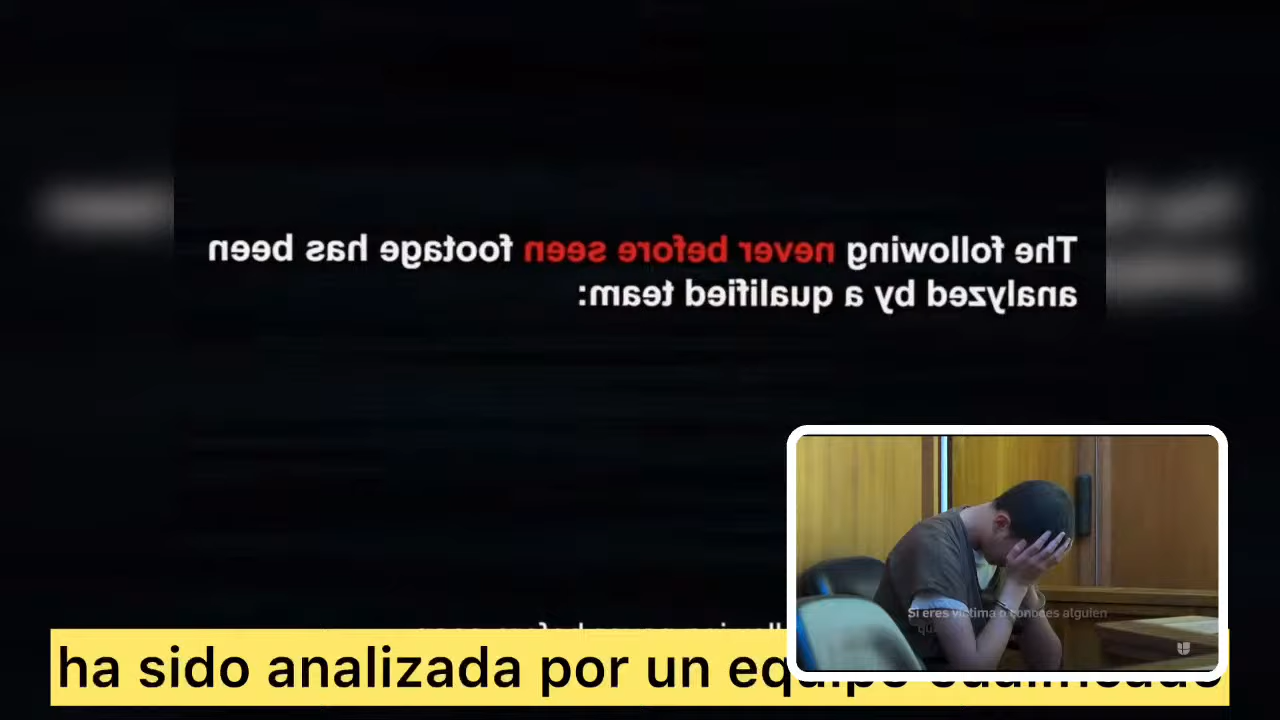 The following never before seen footage has been
analyzed by a qualified team:
Si eres víctima o conoces alguien
ha sido analizada por un equipo cualificado